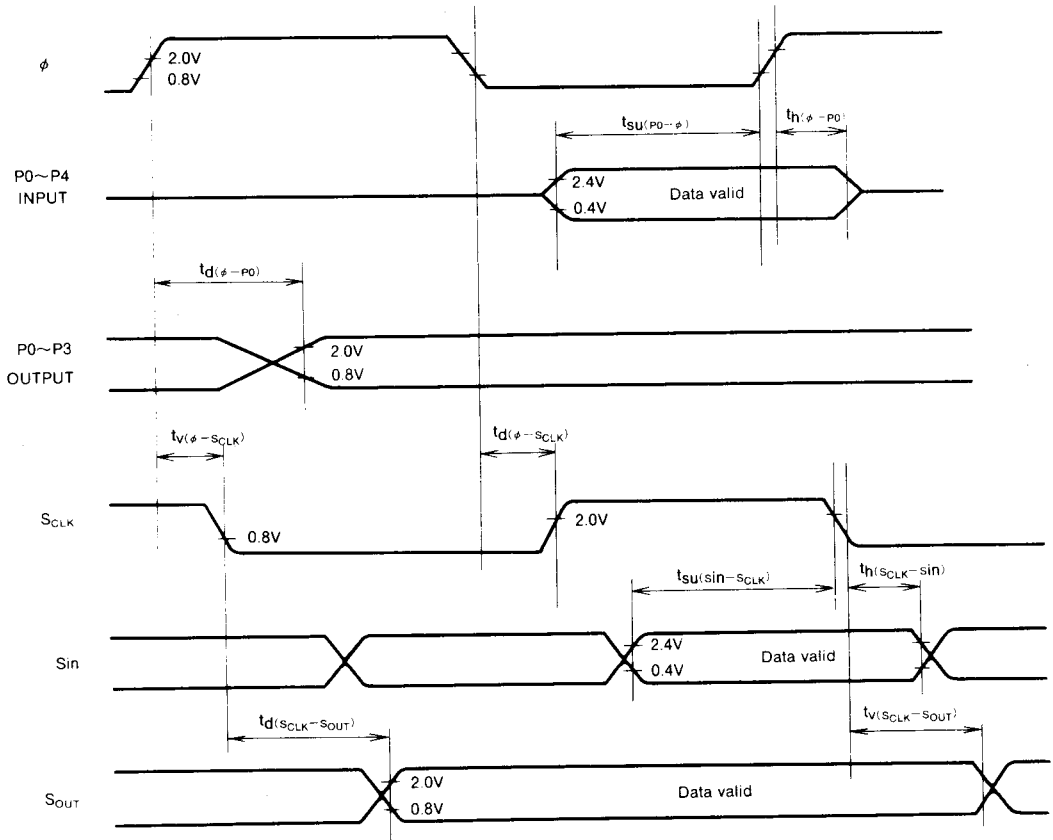 ϕ
2.0V
0.8V
tsu(P0−ϕ)
th(ϕ−P0)
P0~P4
INPUT
2.4V
0.4V
Data valid
td(ϕ−P0)
P0~P3
OUTPUT
2.0V
0.8V
tv(ϕ−SCLK)
td(ϕ−SCLK)
SCLK
0.8V
2.0V
tsu(sin−SCLK)
th(SCLK−sin)
Sin
2.4V
0.4V
Data valid
td(SCLK−SOUT)
tv(SCLK−SOUT)
SOUT
2.0V
0.8V
Data valid